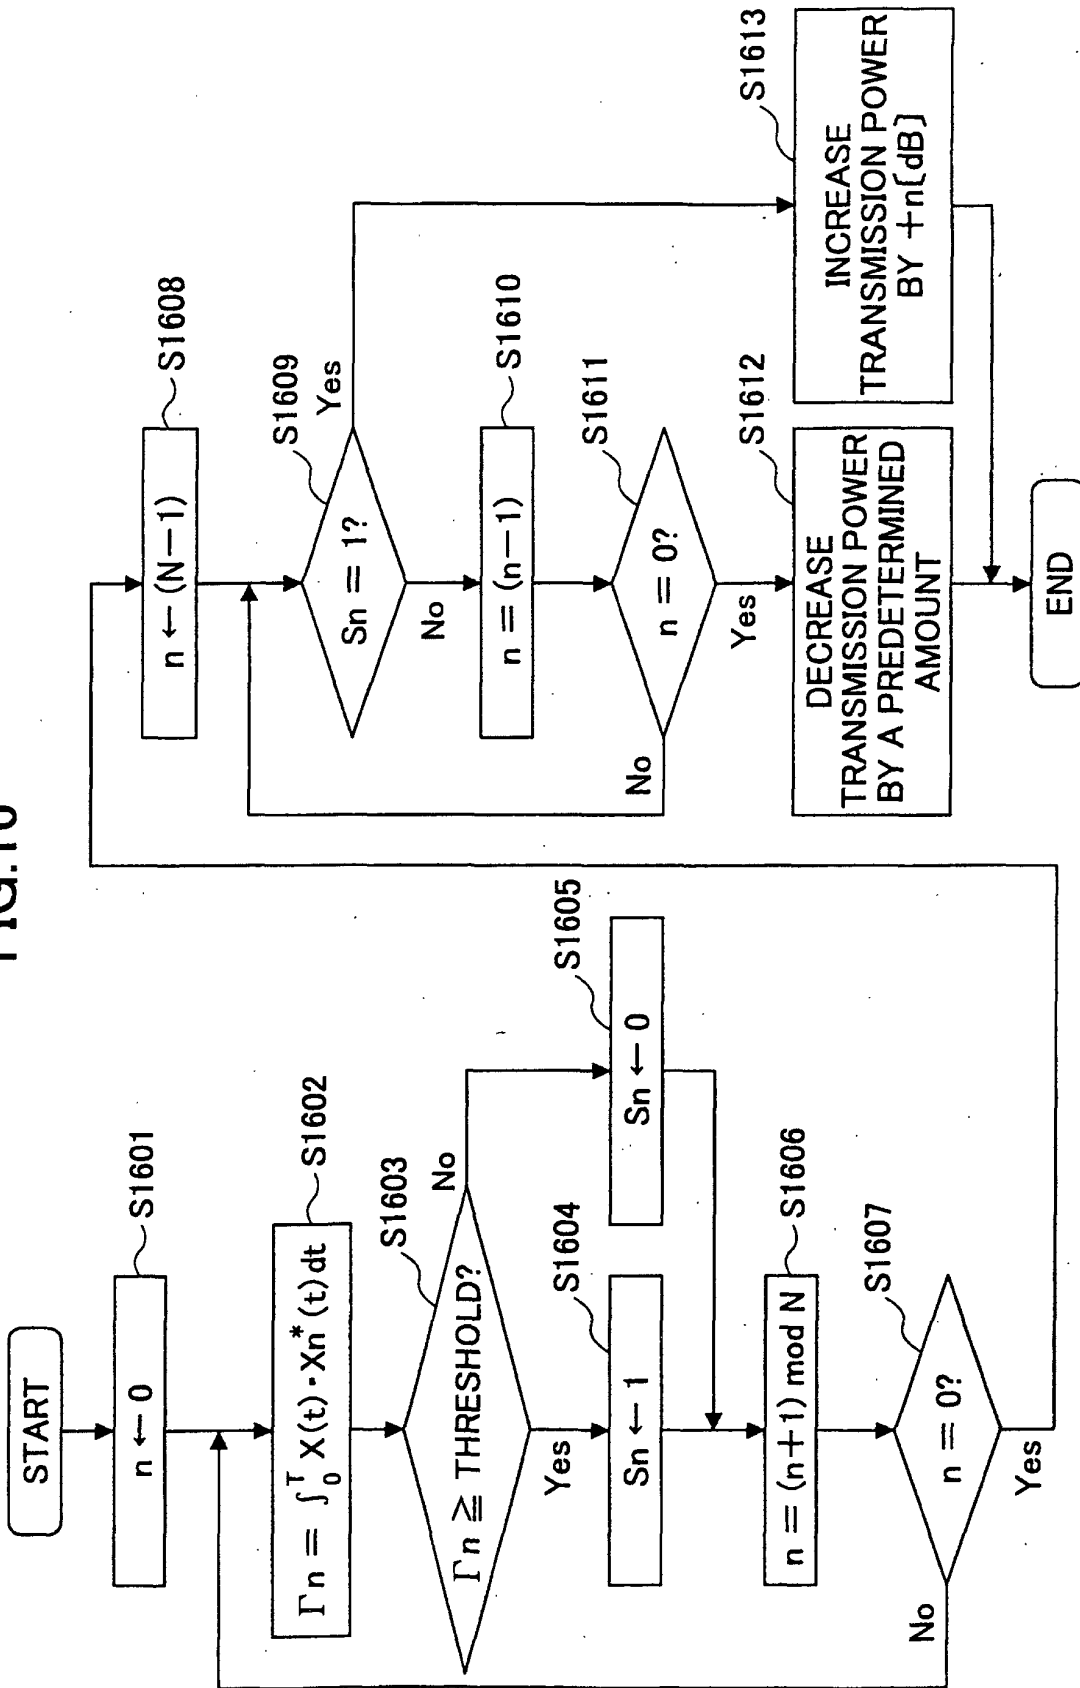 FIG.16
START
n ← 0
S1601
Γn = ∫₀ᵀ X(t)・Xn*(t)dt
S1602
Γn ≧ THRESHOLD?
S1603
No
Yes
Sn ← 1
S1604
Sn ← 0
S1605
n = (n+1) mod N
S1606
n = 0?
S1607
No
Yes
n ← (N−1)
S1608
Sn = 1?
S1609
Yes
No
n = (n−1)
S1610
n = 0?
S1611
No
Yes
DECREASE
TRANSMISSION POWER
BY A PREDETERMINED
AMOUNT
S1612
INCREASE
TRANSMISSION POWER
BY +n[dB]
S1613
END